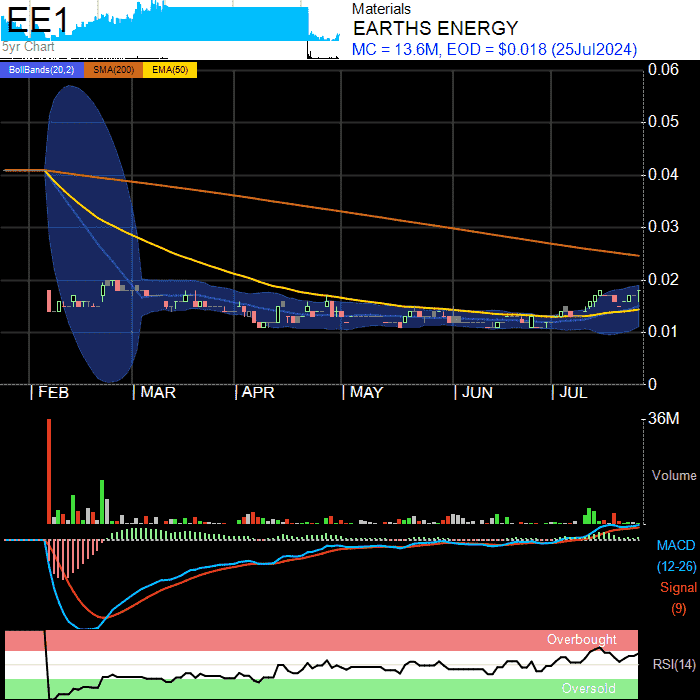 EE1
5yr Chart
Materials
EARTHS ENERGY
MC = 13.6M, EOD = $0.018 (25Jul2024)
BollBands(20,2) SMA(200) EMA(50)
0.06
0.05
0.04
0.03
0.02
0.01
0
FEB MAR APR MAY JUN JUL
36M
Volume
MACD
(12-26)
Signal
(9)
Overbought
RSI(14)
Oversold